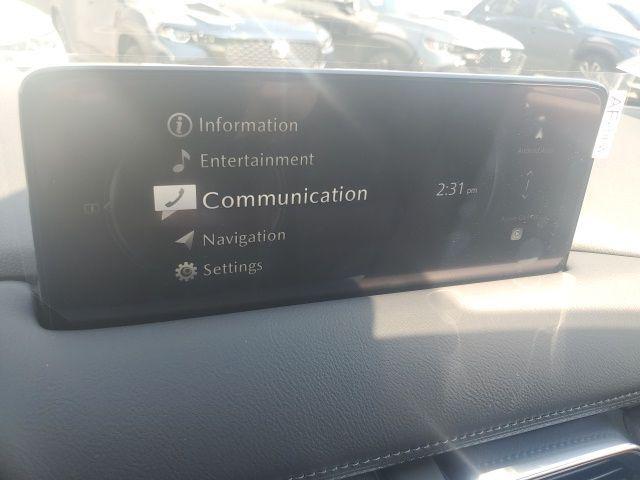 Information
Entertainment
Communication
2:31 pm
Navigation
Settings